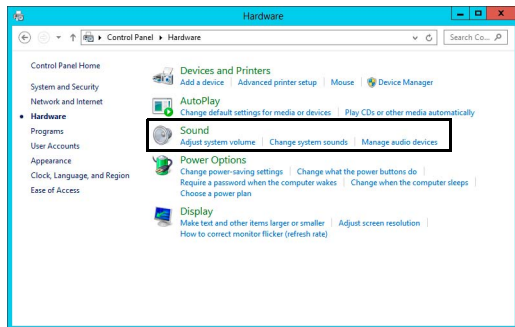 Hardware
Control Panel ▸ Hardware
Search Co...
Control Panel Home
System and Security
Network and Internet
Hardware
Programs
User Accounts
Appearance
Clock, Language, and Region
Ease of Access
Devices and Printers
Add a device | Advanced printer setup | Mouse | Device Manager
AutoPlay
Change default settings for media or devices | Play CDs or other media automatically
Sound
Adjust system volume | Change system sounds | Manage audio devices
Power Options
Change power-saving settings | Change what the power buttons do |
Require a password when the computer wakes | Change when the computer sleeps |
Choose a power plan
Display
Make text and other items larger or smaller | Adjust screen resolution |
How to correct monitor flicker (refresh rate)